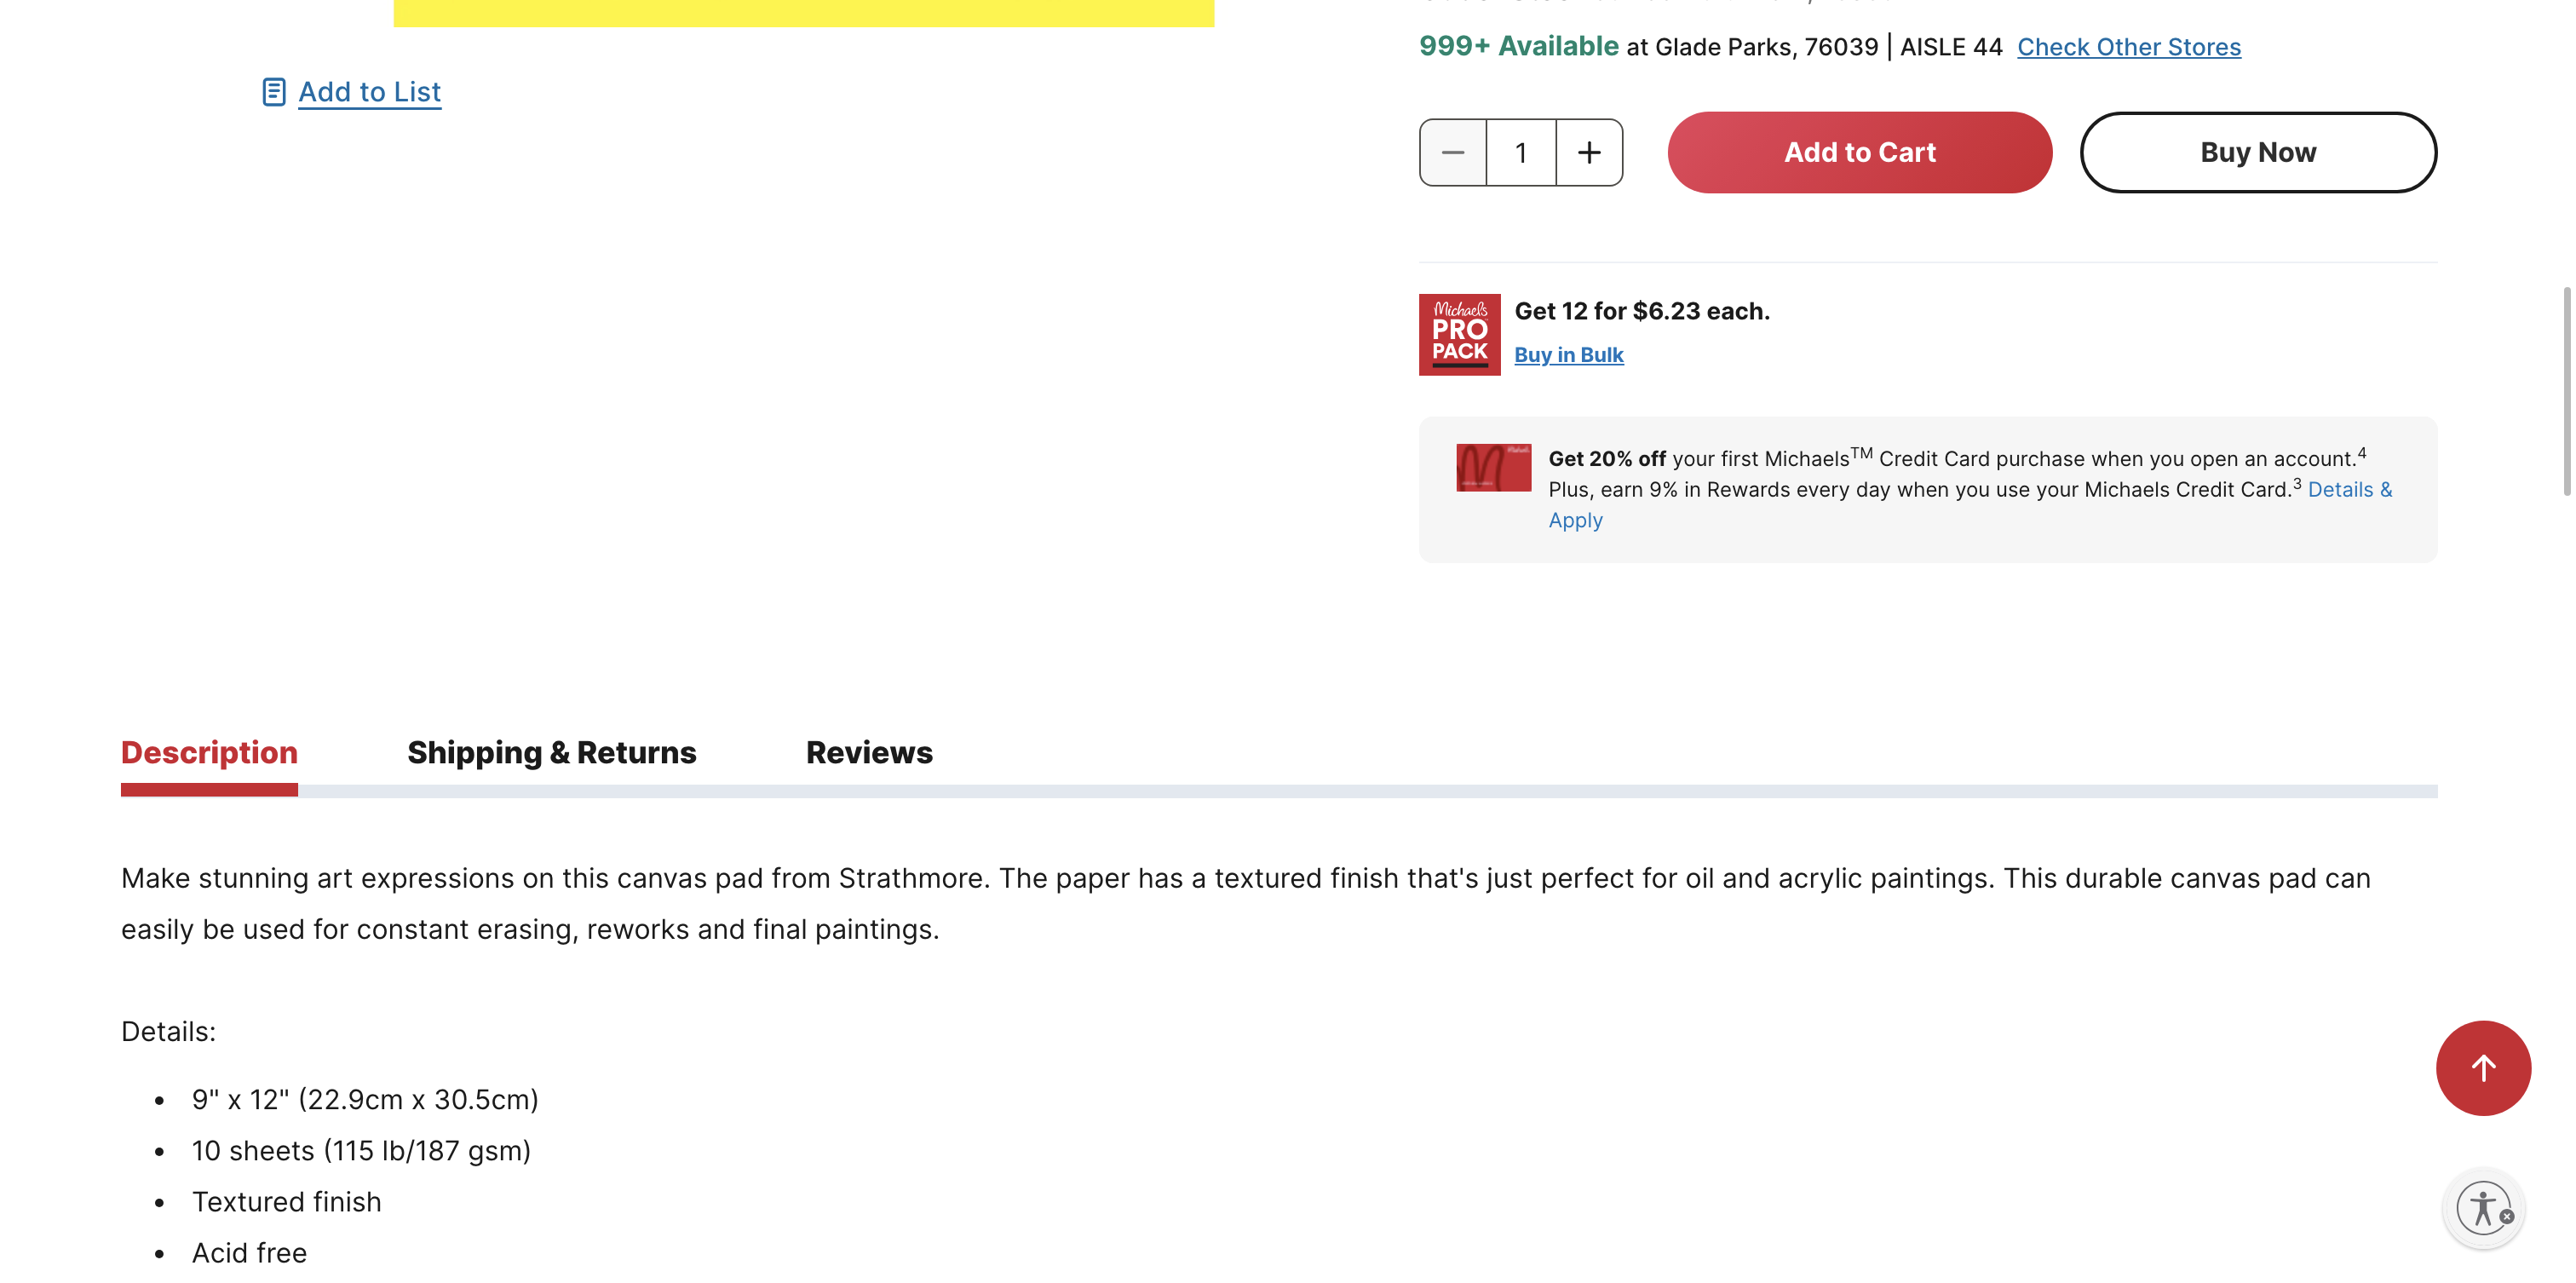 999+ Available at Glade Parks, 76039 | AISLE 44 Check Other Stores
Add to List
1
Add to Cart
Buy Now
Michaels
PRO
PACK
Get 12 for $6.23 each.
Buy in Bulk
Get 20% off your first Michaels™ Credit Card purchase when you open an account.⁴
Plus, earn 9% in Rewards every day when you use your Michaels Credit Card.³ Details &
Apply
Description
Shipping & Returns
Reviews
Make stunning art expressions on this canvas pad from Strathmore. The paper has a textured finish that's just perfect for oil and acrylic paintings. This durable canvas pad can
easily be used for constant erasing, reworks and final paintings.
Details:
• 9" x 12" (22.9cm x 30.5cm)
• 10 sheets (115 lb/187 gsm)
• Textured finish
• Acid free